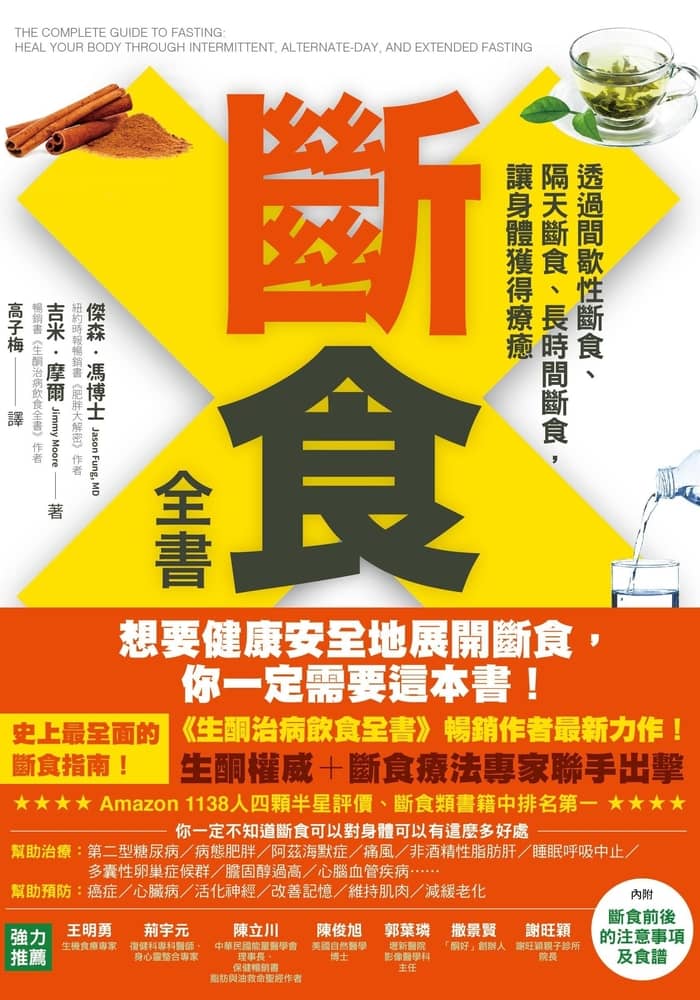 THE COMPLETE GUIDE TO FASTING:
HEAL YOUR BODY THROUGH INTERMITTENT, ALTERNATE-DAY, AND EXTENDED FASTING
斷食
全書
透過間歇性斷食、
隔天斷食、長時間斷食，
讓身體獲得療癒
傑森．馮博士 Jason Fung, MD
紐約時報暢銷書《肥胖大解密》作者
吉米．摩爾 Jimmy Moore——著
暢銷書《生酮治病飲食全書》作者
高子梅——譯
想要健康安全地展開斷食，
你一定需要這本書！
史上最全面的
斷食指南！
《生酮治病飲食全書》暢銷作者最新力作！
生酮權威＋斷食療法專家聯手出擊
★★★★ Amazon 1138人四顆半星評價、斷食類書籍中排名第一 ★★★★
你一定不知道斷食可以對身體可以有這麼多好處
幫助治療：第二型糖尿病／病態肥胖／阿茲海默症／痛風／非酒精性脂肪肝／睡眠呼吸中止／
多囊性卵巢症候群／膽固醇過高／心腦血管疾病……
幫助預防：癌症／心臟病／活化神經／改善記憶／維持肌肉／減緩老化
內附
斷食前後
的注意事項
及食譜
強力
推薦
王明勇
生機食療專家
荊宇元
復健科專科醫師、
身心靈整合專家
陳立川
中華民國能量醫學會
理事長、
保健暢銷書
脂肪與油救命聖經作者
陳俊旭
美國自然醫學
博士
郭葉璘
壢新醫院
影像醫學科
主任
撒景賢
「酮好」創辦人
謝旺穎
謝旺穎親子診所
院長